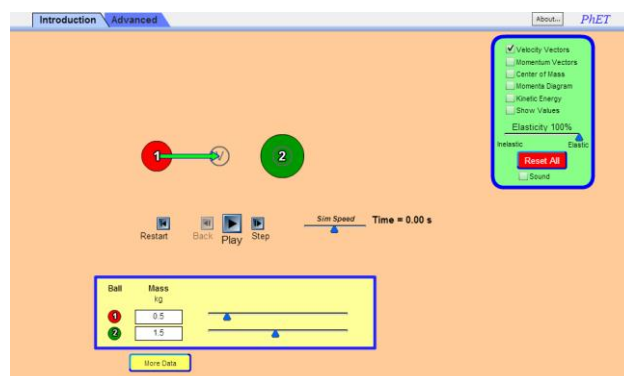 Introduction Advanced About... PhET
Velocity Vectors
Momentum Vectors
Center of Mass
Momenta Diagram
Kinetic Energy
Show Values
Elasticity 100%
Inelastic Elastic
Reset All
Sound
1 V 2
Sim Speed Time = 0.00 s
Restart Back Play Step
Ball Mass
kg
1 0.5
2 1.5
More Data